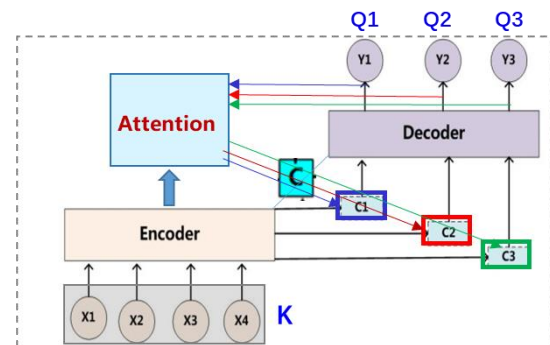 Q1 Q2 Q3
Y1 Y2 Y3
Attention
Decoder
C
C1
Encoder
C2
C3
X1 X2 X3 X4 K